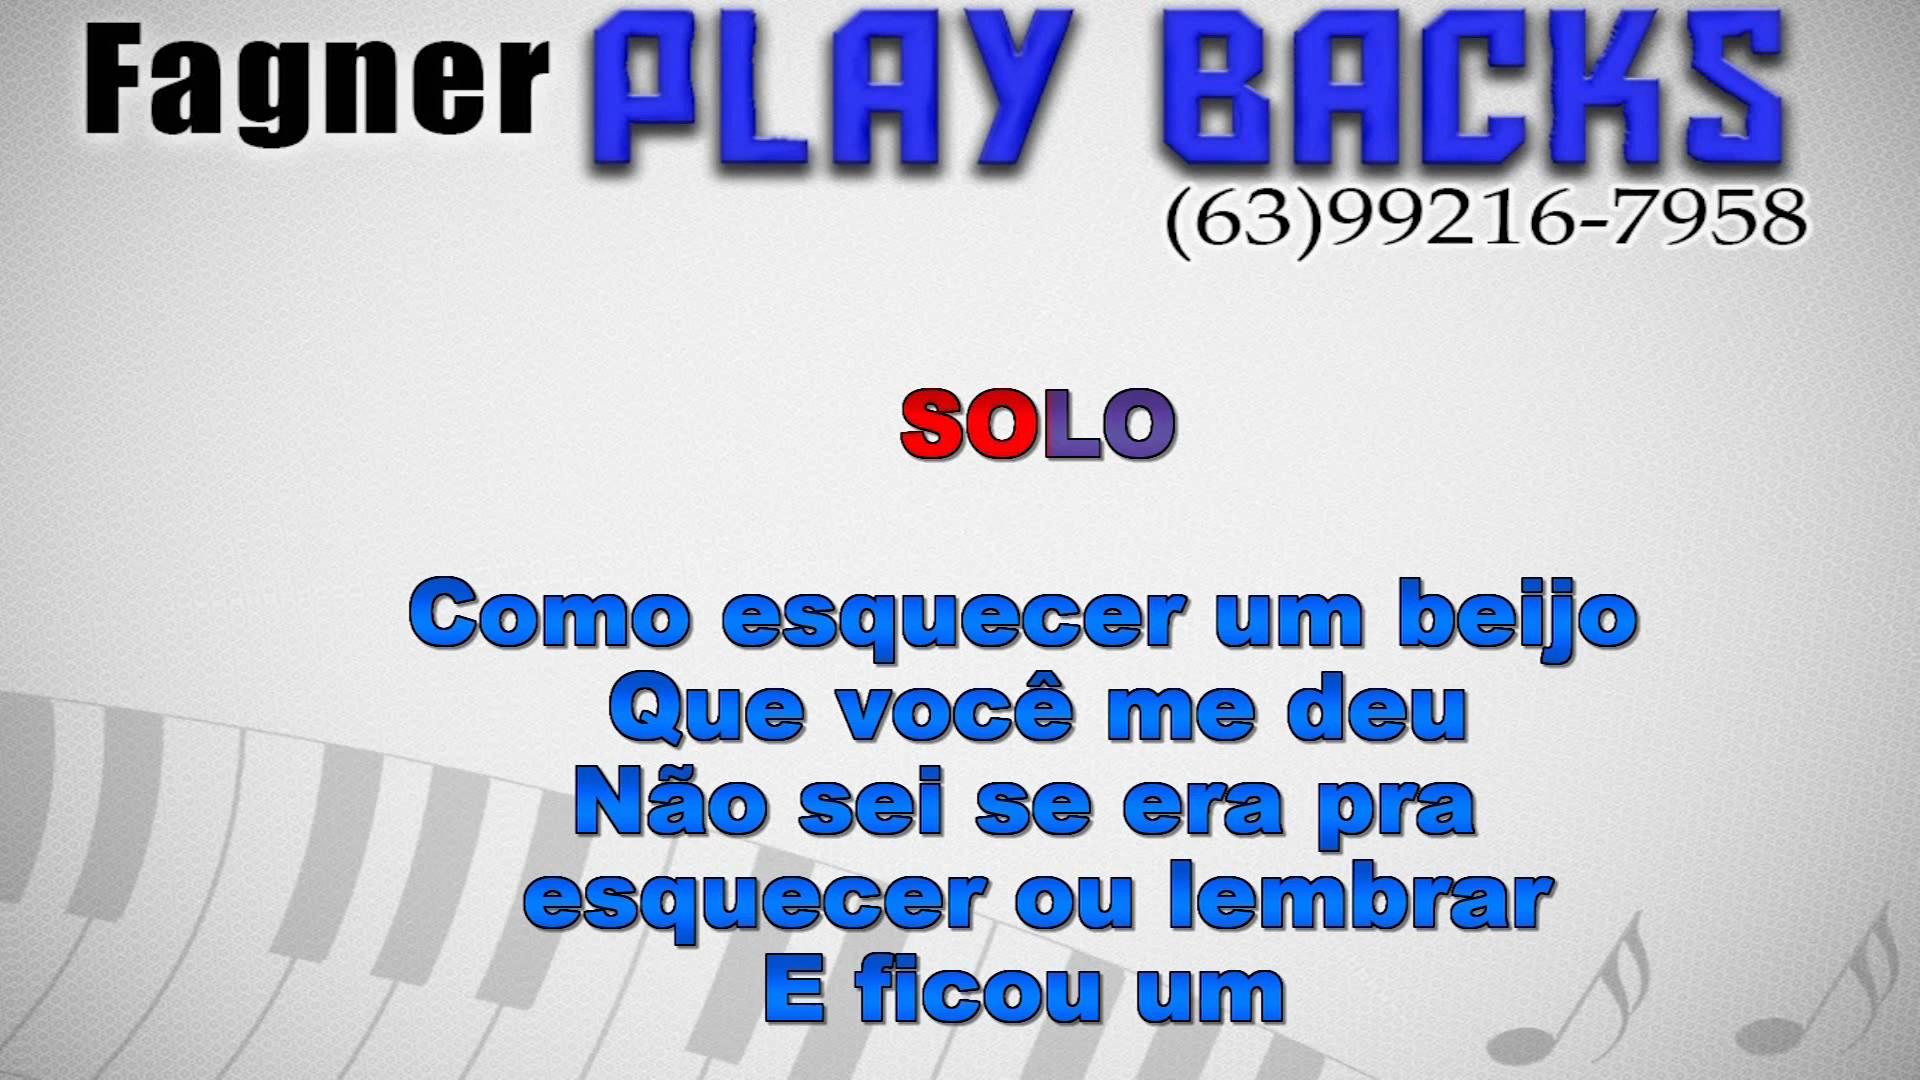 Fagner PLAY BACKS
(63)99216-7958
SOLO
Como esquecer um beijo
Que você me deu
Não sei se era pra
esquecer ou lembrar
E ficou um